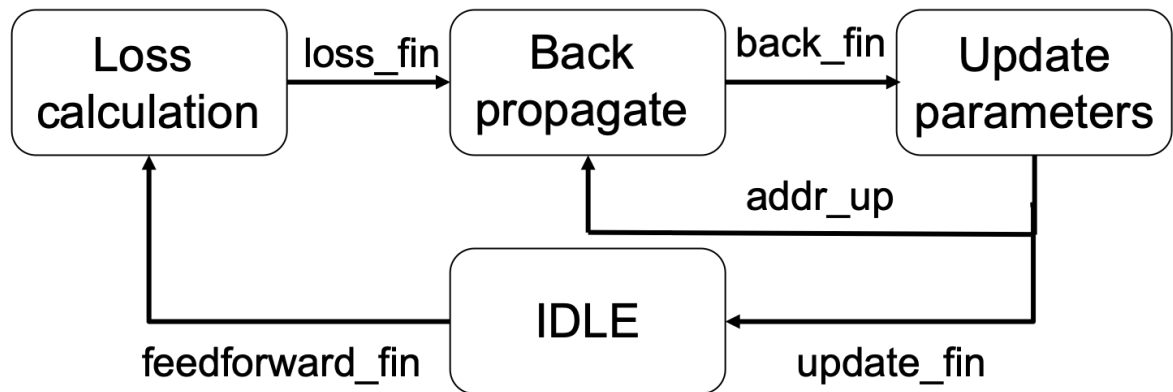 Loss
calculation
loss_fin
Back
propagate
back_fin
Update
parameters
addr_up
IDLE
feedforward_fin
update_fin